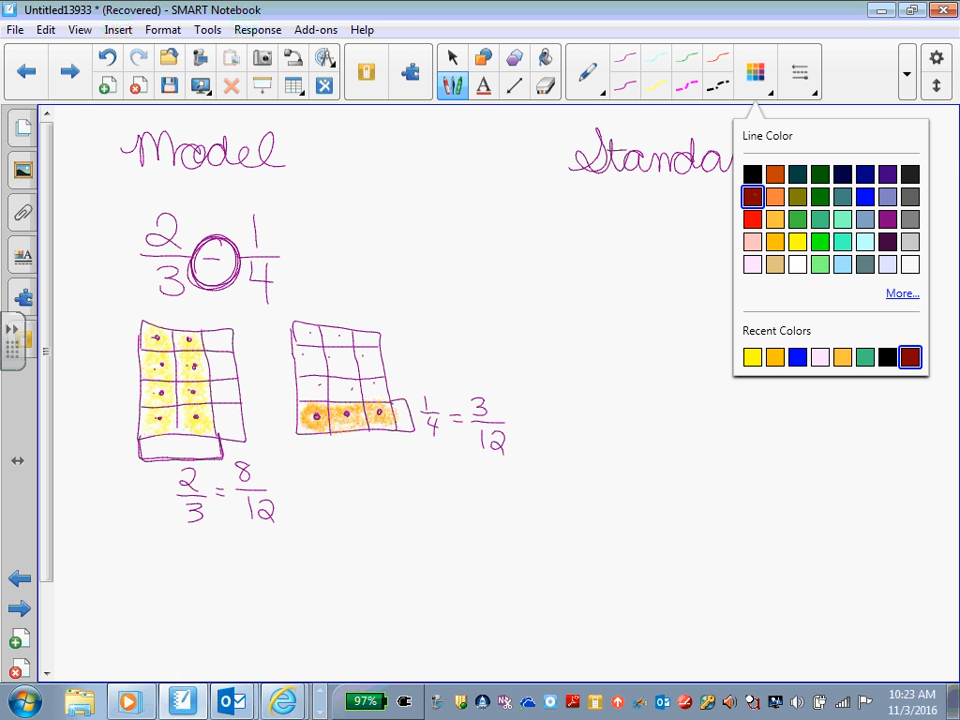 Untitled13933 * (Recovered) - SMART Notebook
File Edit View Insert Format Tools Response Add-ons Help
Line Color
More...
Recent Colors
Model
Standa
2/3 - 1/4
1/4 = 3/12
2/3 = 8/12
97%
10:23 AM
11/3/2016